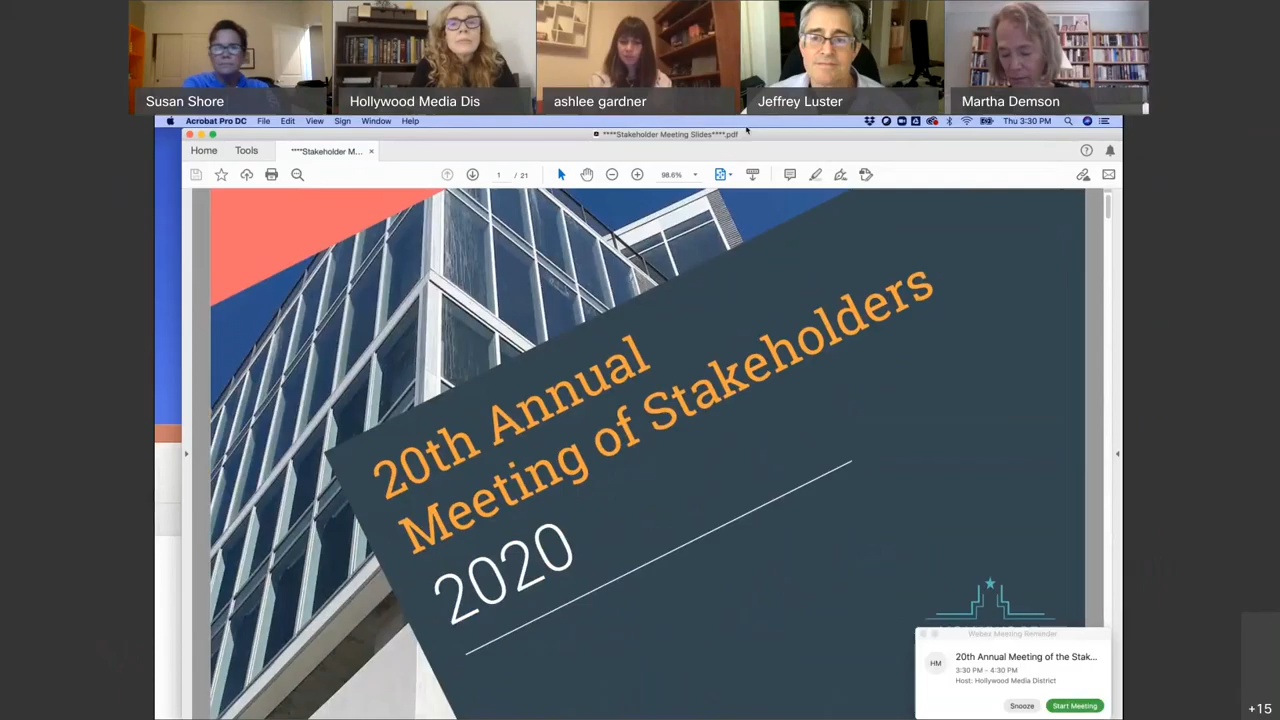 Susan Shore
Hollywood Media Dis
ashlee gardner
Jeffrey Luster
Martha Demson
Acrobat Pro DC File Edit View Sign Window Help
Thu 3:30 PM
****Stakeholder Meeting Slides****.pdf
Home Tools ****Stakeholder M... ×
1 / 21
98.6%
20th Annual
Meeting of Stakeholders
2020
Webex Meeting Reminder
HM
20th Annual Meeting of the Stak...
3:30 PM - 4:30 PM
Host: Hollywood Media District
Snooze Start Meeting
+15